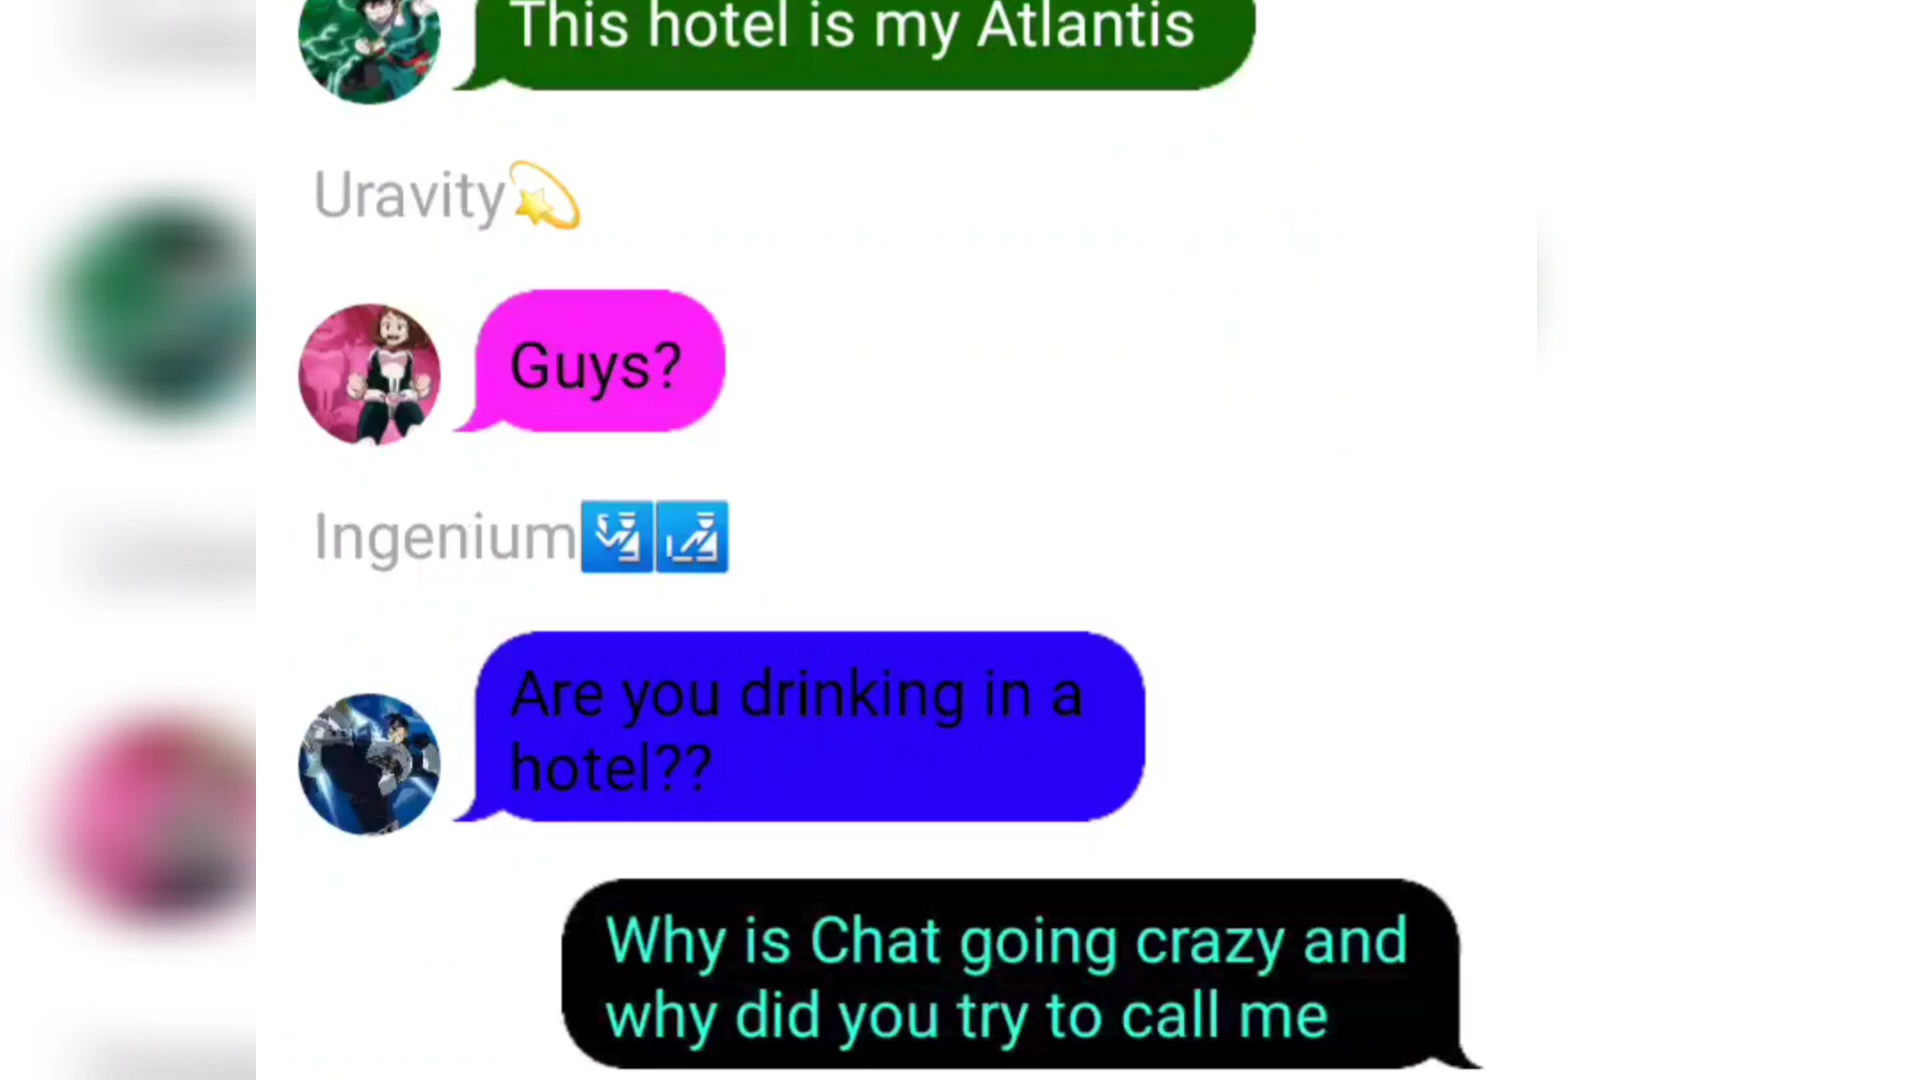 This hotel is my Atlantis
Uravity💫
Guys?
Ingenium🛃🛂
Are you drinking in a
hotel??
Why is Chat going crazy and
why did you try to call me